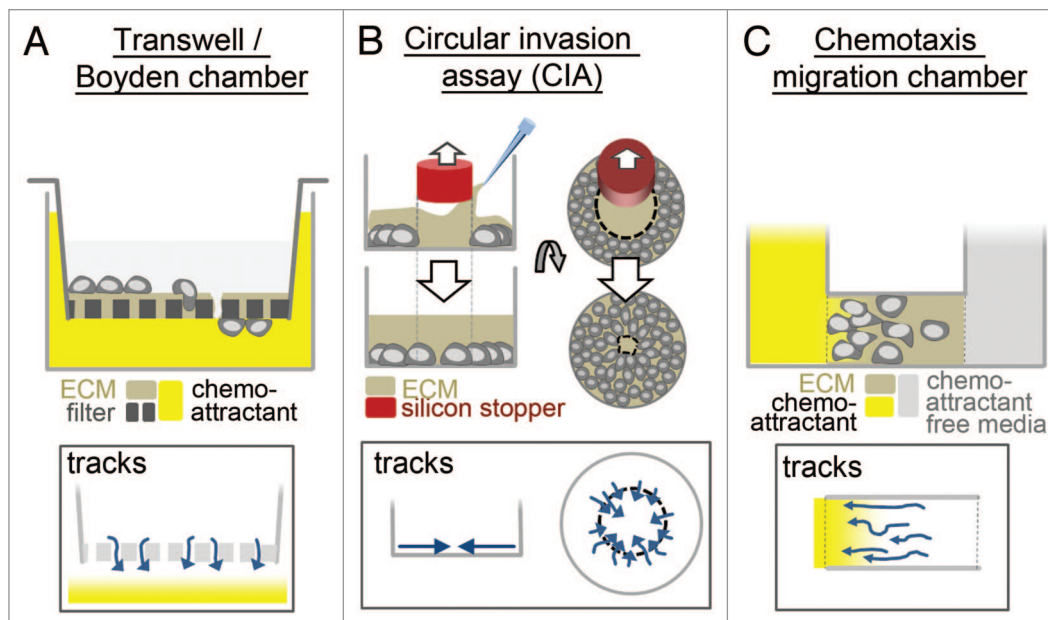 A
Transwell /
Boyden chamber
ECM
filter
chemo-
attractant
tracks
B
Circular invasion
assay (CIA)
ECM
silicon stopper
tracks
C
Chemotaxis
migration chamber
ECM
chemo-
attractant
chemo-
attractant
free media
tracks